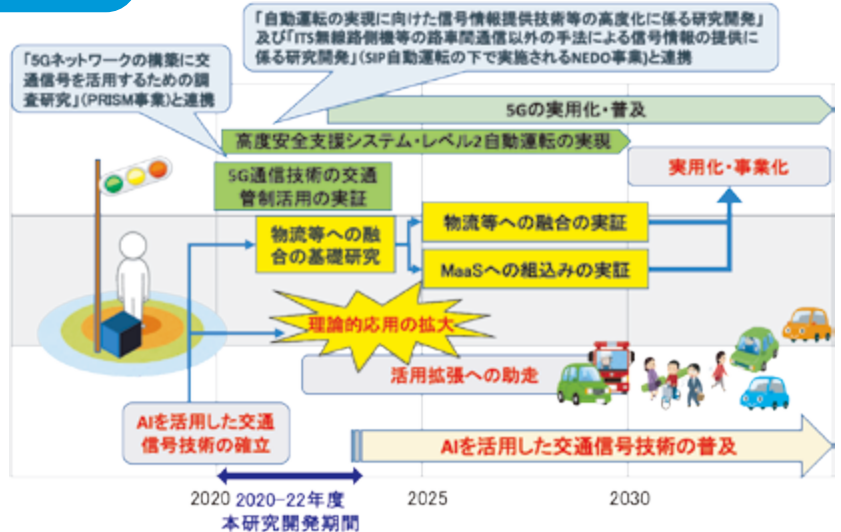 「自動運転の実現に向けた信号情報提供技術等の高度化に係る研究開発」
及び「ITS無線路側機等の路車間通信以外の手法による信号情報の提供に
係る研究開発」(SIP自動運転の下で実施されるNEDO事業)と連携
「5Gネットワークの構築に交
通信号を活用するための調
査研究」(PRISM事業)と連携
5Gの実用化・普及
高度安全支援システム・レベル2自動運転の実現
実用化・事業化
5G通信技術の交通
管制活用の実証
物流等への融
合の基礎研究
物流等への融合の実証
MaaSへの組込みの実証
理論的応用の拡大
活用拡張への助走
AIを活用した交通
信号技術の確立
AIを活用した交通信号技術の普及
2020 2020-22年度 2025 2030
本研究開発期間